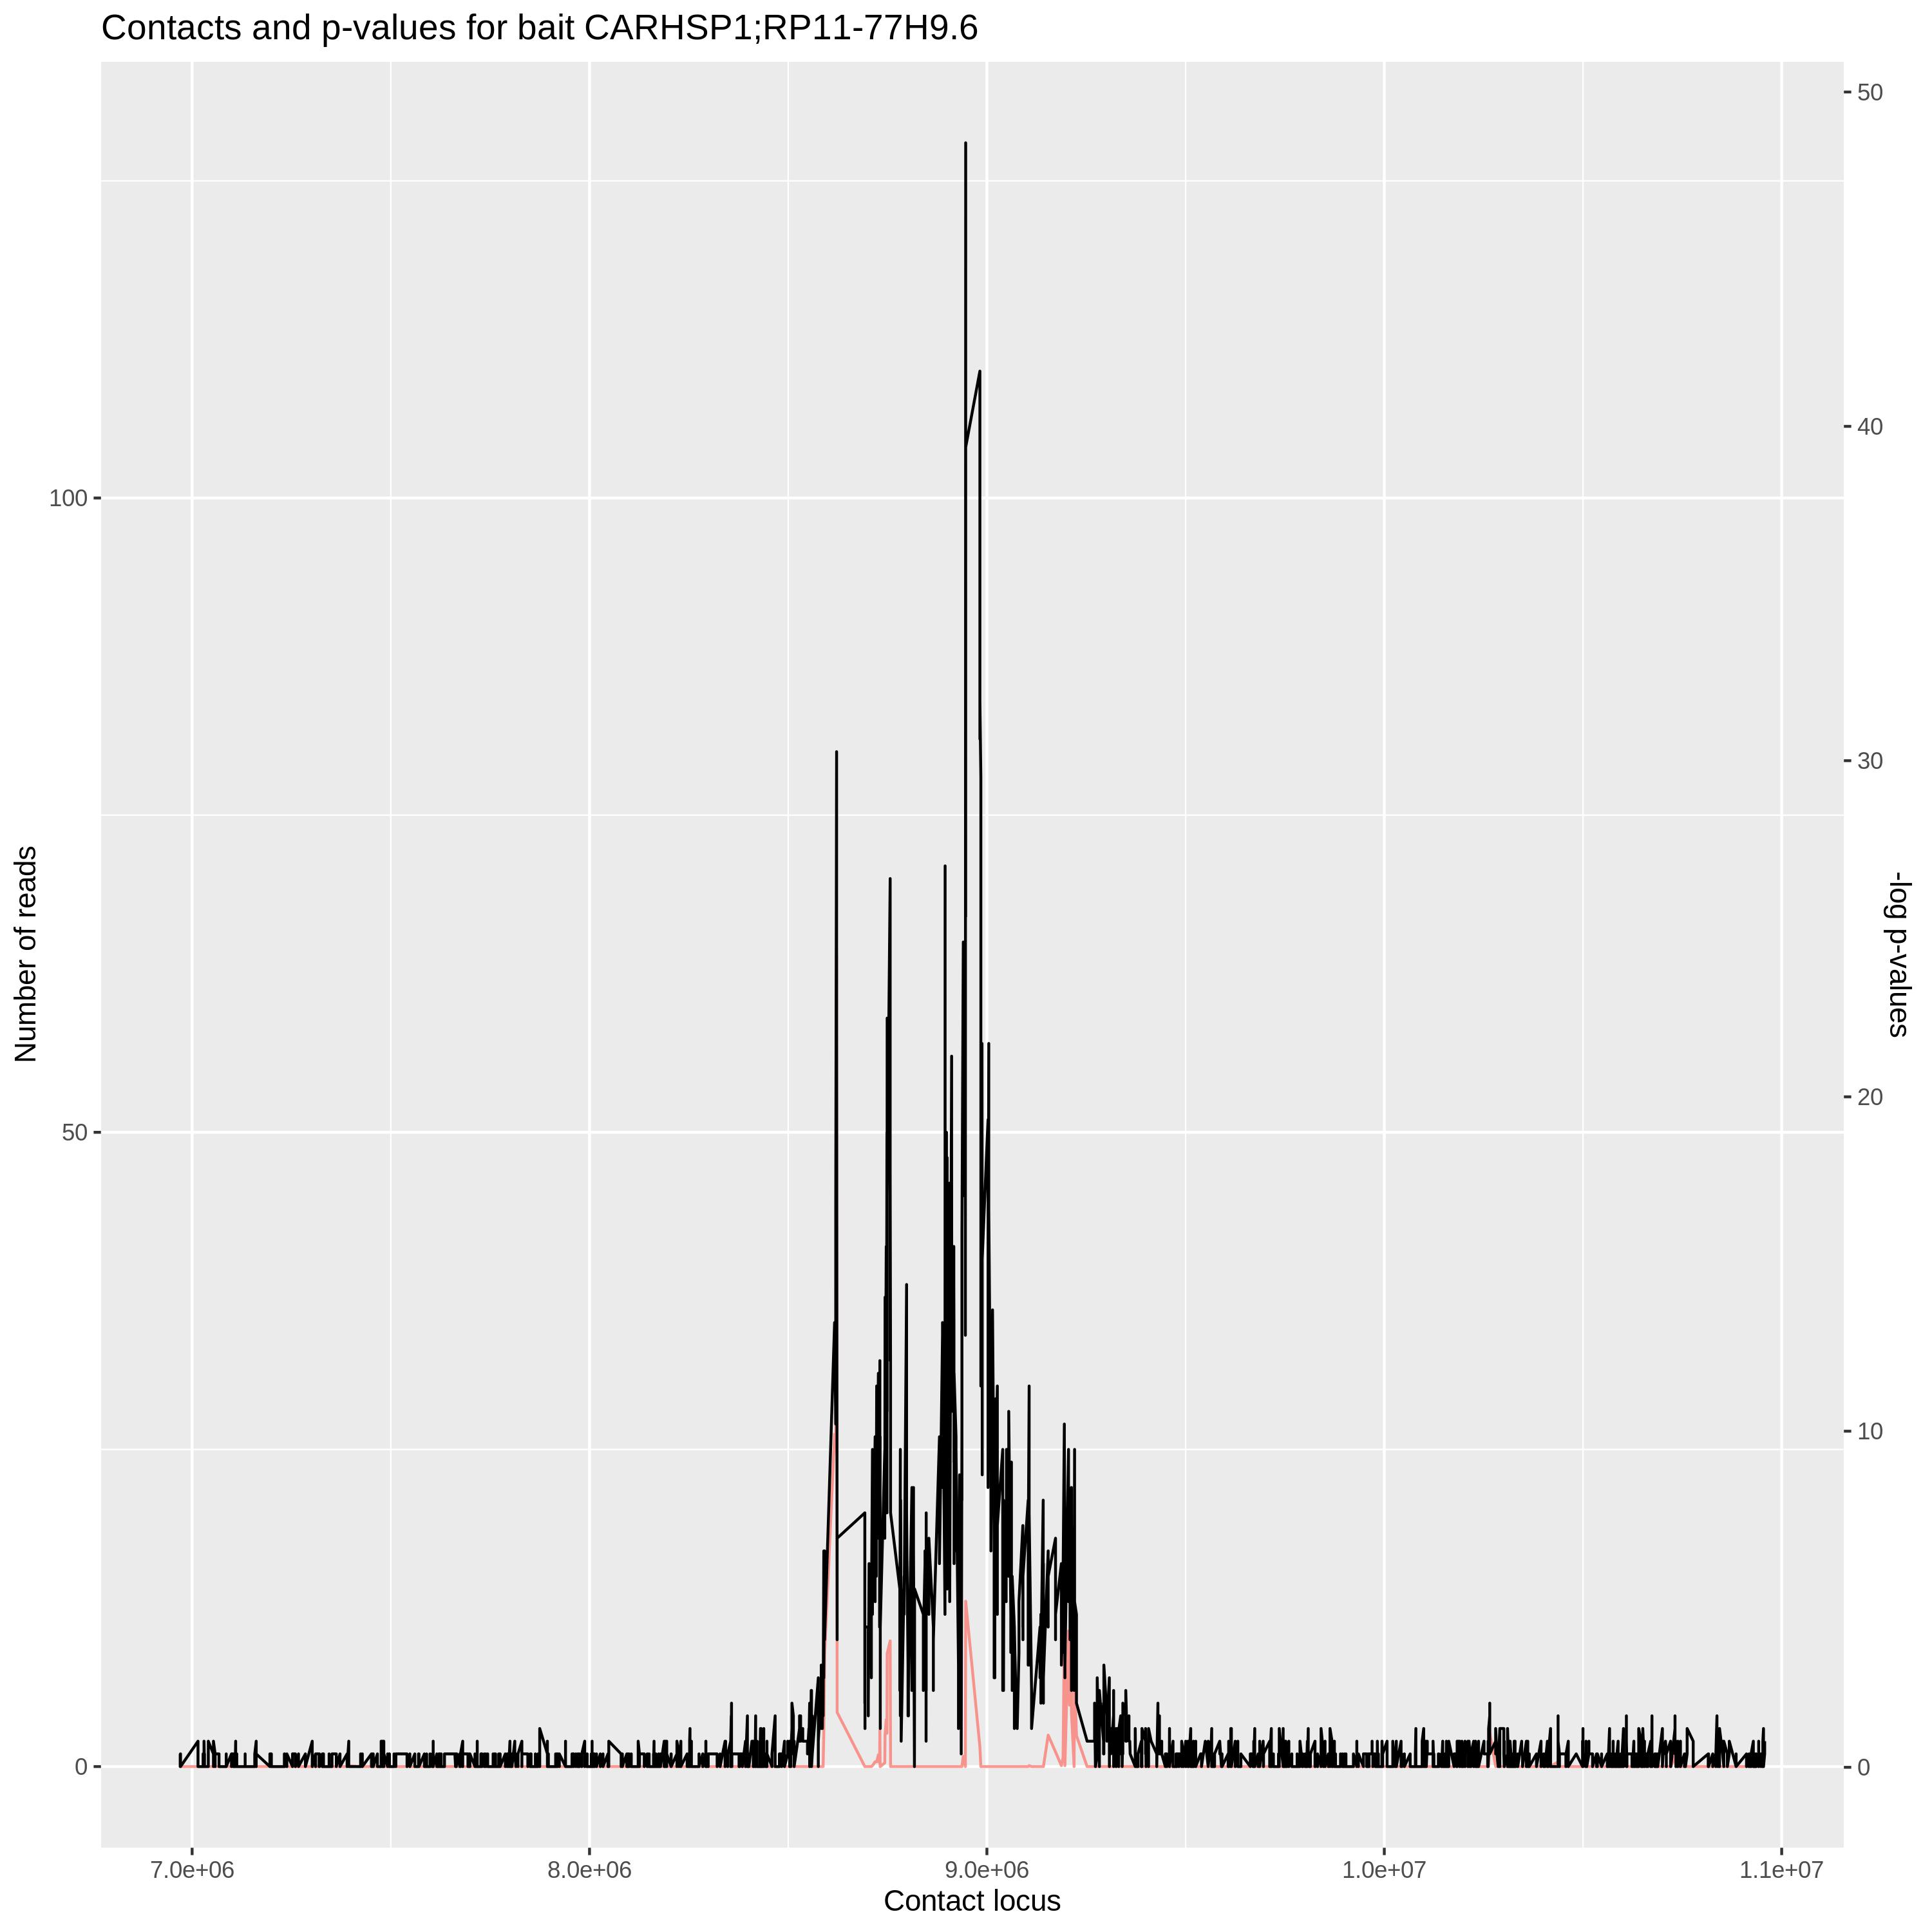 Contacts and p-values for bait CARHSP1;RP11-77H9.6
Number of reads
100
50
0
50
40
30
20
10
0
-log p-values
7.0e+06 8.0e+06 9.0e+06 1.0e+07 1.1e+07
Contact locus